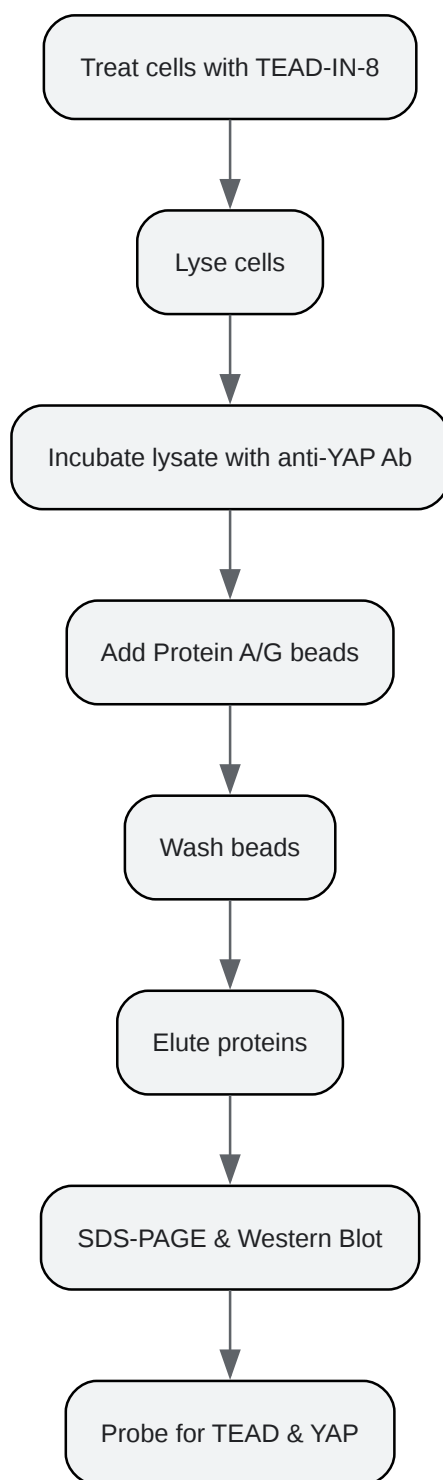 Treat cells with TEAD-IN-8
Lyse cells
Incubate lysate with anti-YAP Ab
Add Protein A/G beads
Wash beads
Elute proteins
SDS-PAGE & Western Blot
Probe for TEAD & YAP